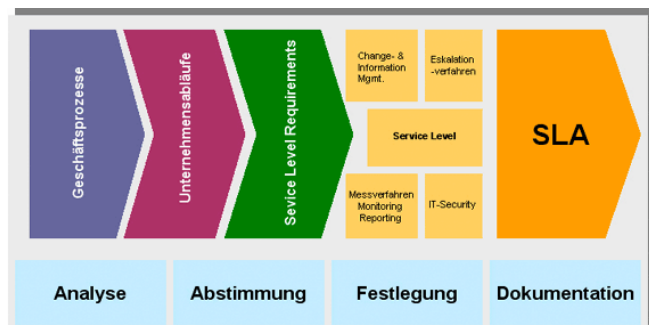 Geschäftsprozesse
Unternehmensabläufe
Sevice Level Requirements
Change- &
Information
Mgmt.
Eskalation
-verfahren
Service Level
Messverfahren
Monitoring
Reporting
IT-Security
SLA
Analyse
Abstimmung
Festlegung
Dokumentation